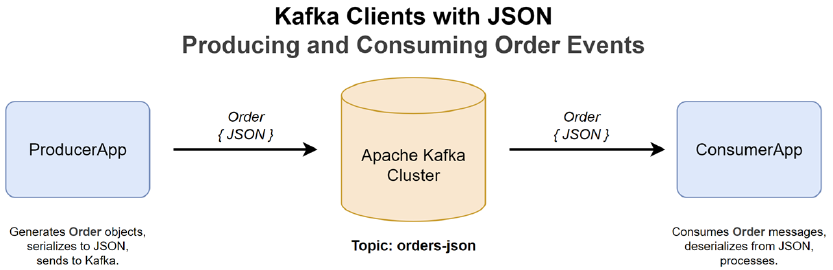 Kafka Clients with JSON
Producing and Consuming Order Events
Order
{ JSON }
Order
{ JSON }
ProducerApp
Apache Kafka
Cluster
ConsumerApp
Generates Order objects,
serializes to JSON,
sends to Kafka.
Topic: orders-json
Consumes Order messages,
deserializes from JSON,
processes.